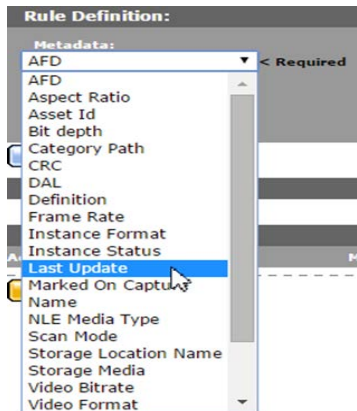 Rule Definition:
Metadata:
AFD < Required
AFD
Aspect Ratio
Asset Id
Bit depth
Category Path
CRC
DAL
Definition
Frame Rate
Instance Format
Instance Status
Last Update
Marked On Capture
Name
NLE Media Type
Scan Mode
Storage Location Name
Storage Media
Video Bitrate
Video Format